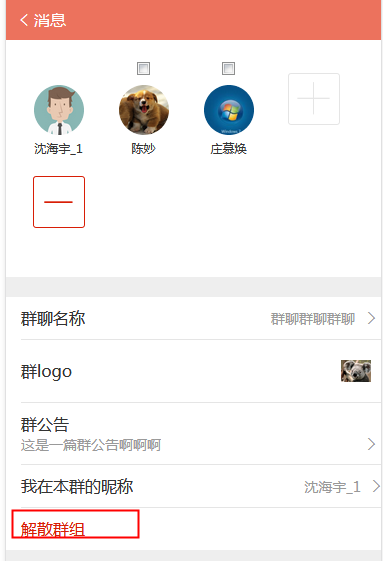 消息
沈海宇_1
陈妙
庄慕焕
群聊名称
群聊群聊群聊
群logo
群公告
这是一篇群公告啊啊啊
我在本群的昵称
沈海宇_1
解散群组